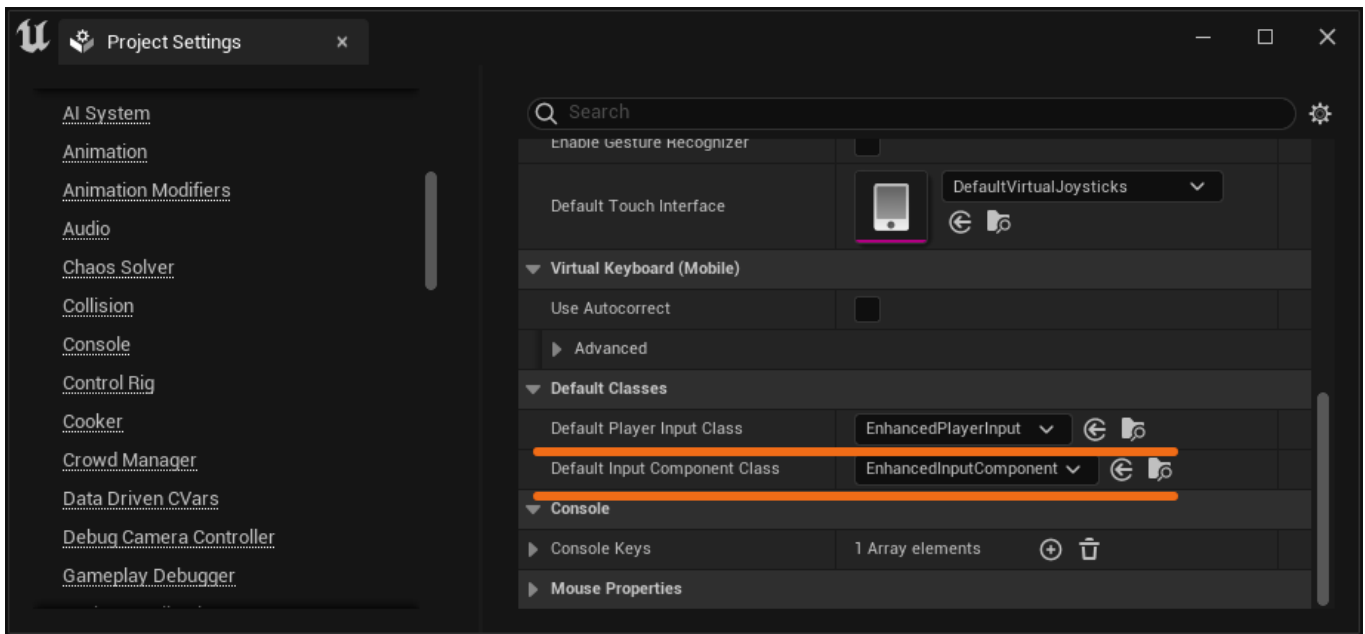 Project Settings
AI System
Animation
Animation Modifiers
Audio
Chaos Solver
Collision
Console
Control Rig
Cooker
Crowd Manager
Data Driven CVars
Debug Camera Controller
Gameplay Debugger
Search
Enable Gesture Recognizer
Default Touch Interface
DefaultVirtualJoysticks
Virtual Keyboard (Mobile)
Use Autocorrect
Advanced
Default Classes
Default Player Input Class EnhancedPlayerInput
Default Input Component Class EnhancedInputComponent
Console
Console Keys 1 Array elements
Mouse Properties